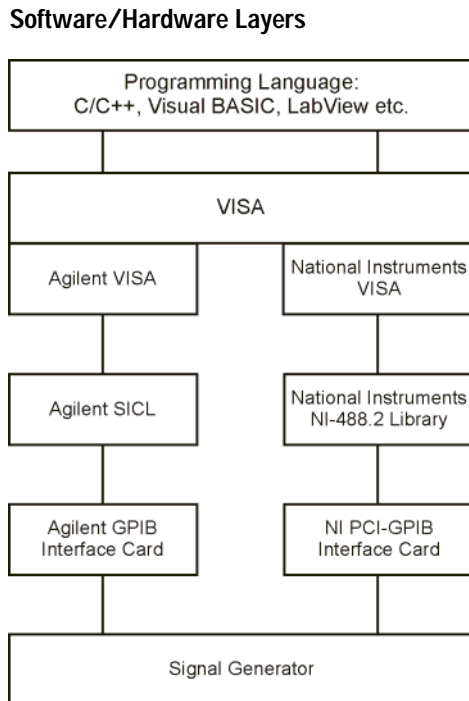 Software/Hardware Layers
Programming Language:
C/C++, Visual BASIC, LabView etc.
VISA
Agilent VISA
National Instruments
VISA
Agilent SICL
National Instruments
NI-488.2 Library
Agilent GPIB
Interface Card
NI PCI-GPIB
Interface Card
Signal Generator